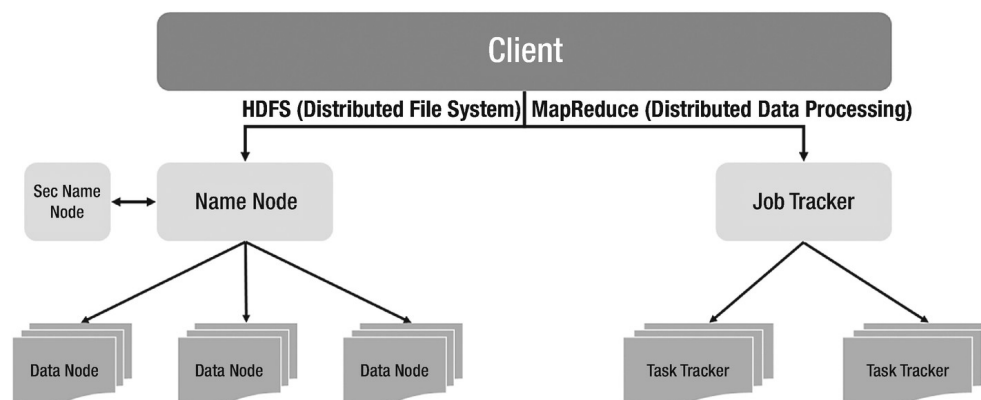 Client
HDFS (Distributed File System) MapReduce (Distributed Data Processing)
Sec Name
Node
Name Node
Job Tracker
Data Node
Data Node
Data Node
Task Tracker
Task Tracker